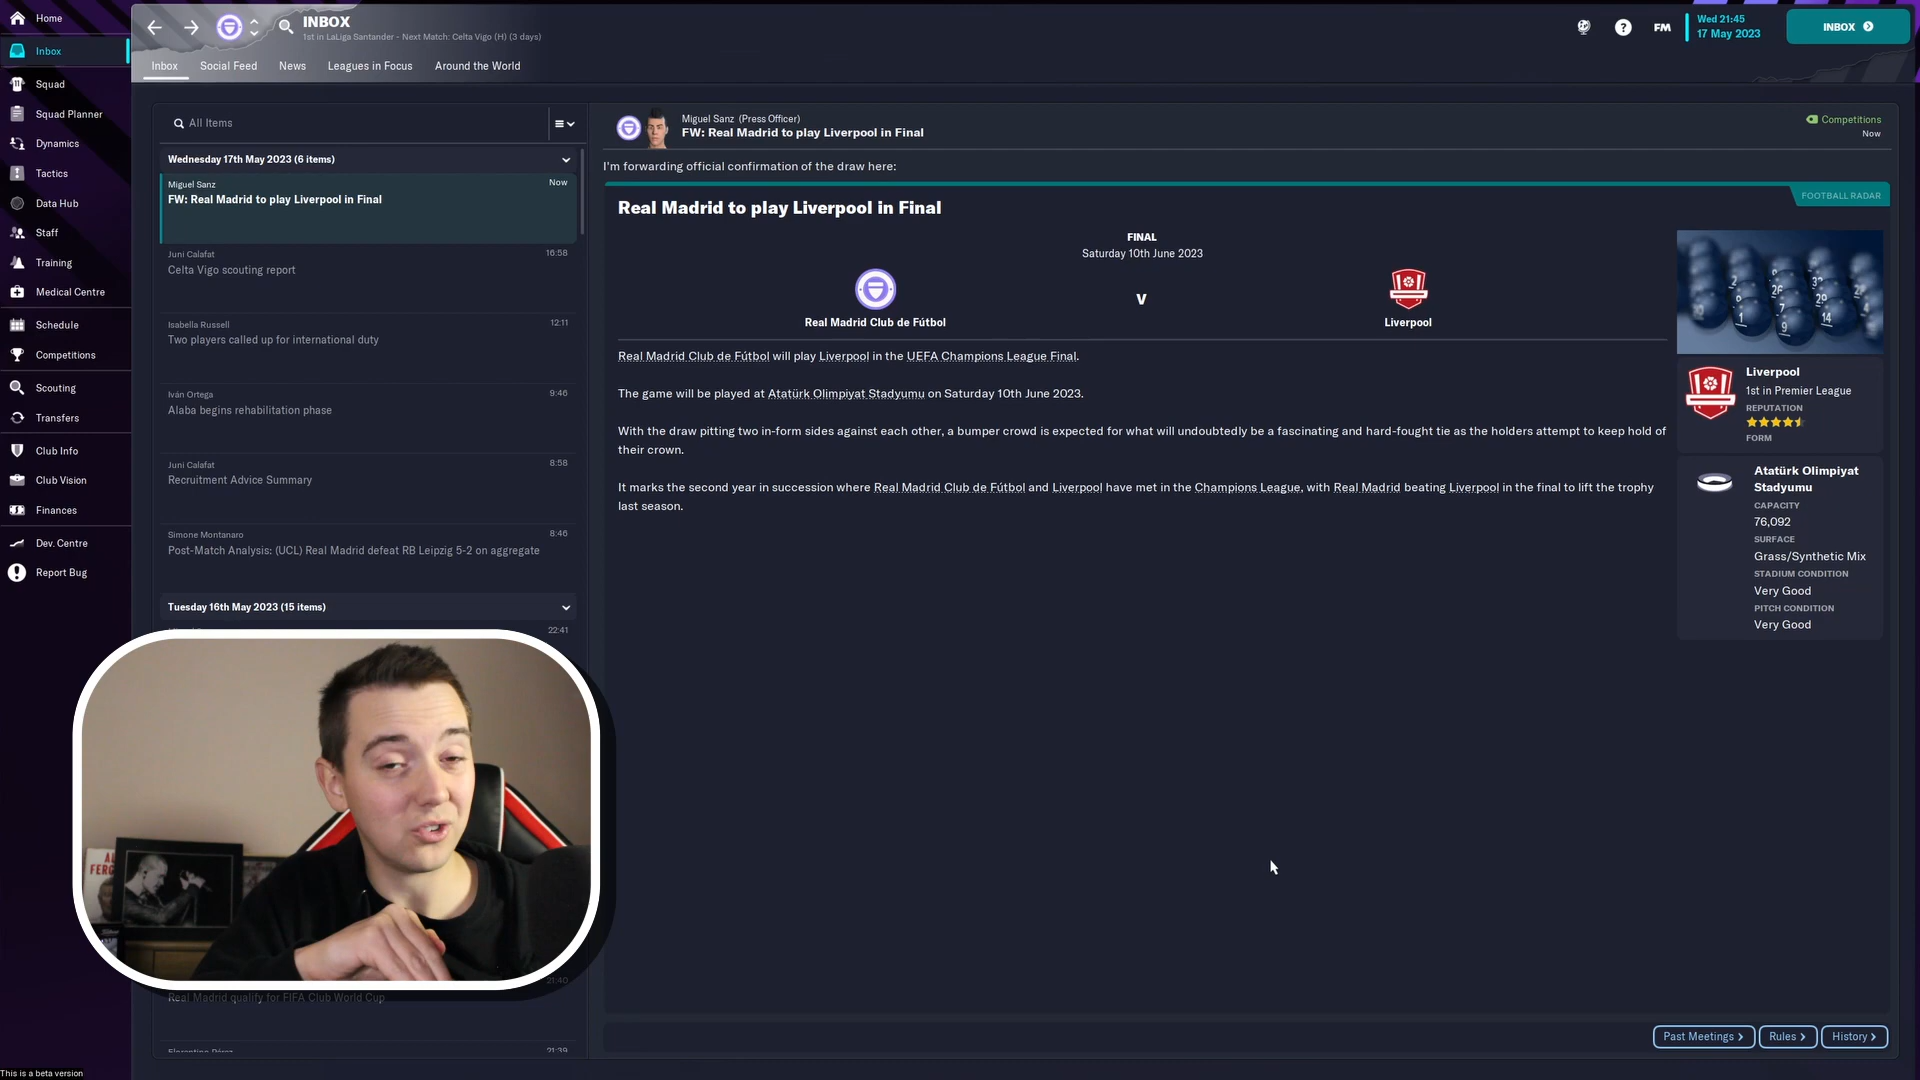 Home
Inbox
Squad
Squad Planner
Dynamics
Tactics
Data Hub
Staff
Training
Medical Centre
Schedule
Competitions
Scouting
Transfers
Club Info
Club Vision
Finances
Dev. Centre
Report Bug
This is a beta version
INBOX
1st in LaLiga Santander - Next Match: Celta Vigo (H) (3 days)
Inbox Social Feed News Leagues in Focus Around the World
FM
Wed 21:45
17 May 2023
INBOX
All Items
Wednesday 17th May 2023 (6 items)
Miguel Sanz Now
FW: Real Madrid to play Liverpool in Final
Juni Calafat 16:58
Celta Vigo scouting report
Isabella Russell 12:11
Two players called up for international duty
Iván Ortega 9:46
Alaba begins rehabilitation phase
Juni Calafat 8:58
Recruitment Advice Summary
Simone Montanaro 8:46
Post-Match Analysis: (UCL) Real Madrid defeat RB Leipzig 5-2 on aggregate
Tuesday 16th May 2023 (15 items)
22:41
21:40
Real Madrid qualify for FIFA Club World Cup
21:39
Miguel Sanz (Press Officer)
FW: Real Madrid to play Liverpool in Final
Competitions
Now
I'm forwarding official confirmation of the draw here:
FOOTBALL RADAR
Real Madrid to play Liverpool in Final
FINAL
Saturday 10th June 2023
V
Real Madrid Club de Fútbol
Liverpool
Real Madrid Club de Fútbol will play Liverpool in the UEFA Champions League Final.
The game will be played at Atatürk Olimpiyat Stadyumu on Saturday 10th June 2023.
With the draw pitting two in-form sides against each other, a bumper crowd is expected for what will undoubtedly be a fascinating and hard-fought tie as the holders attempt to keep hold of
their crown.
It marks the second year in succession where Real Madrid Club de Fútbol and Liverpool have met in the Champions League, with Real Madrid beating Liverpool in the final to lift the trophy
last season.
Liverpool
1st in Premier League
REPUTATION
FORM
Atatürk Olimpiyat
Stadyumu
CAPACITY
76,092
SURFACE
Grass/Synthetic Mix
STADIUM CONDITION
Very Good
PITCH CONDITION
Very Good
Past Meetings
Rules
History